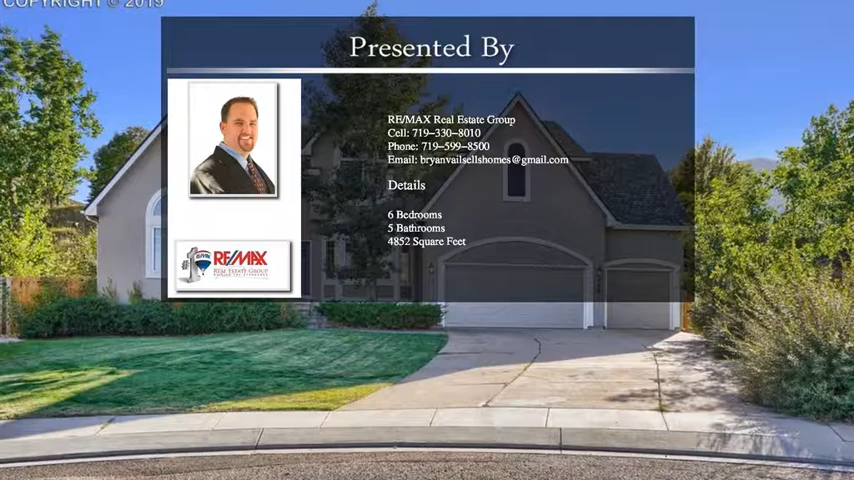 COPYRIGHT © 2019
Presented By
RE/MAX Real Estate Group
Cell: 719-330-8010
Phone: 719-599-8500
Email: bryanvailsellshomes@gmail.com
Details
6 Bedrooms
5 Bathrooms
4852 Square Feet
RE/MAX
REAL ESTATE GROUP